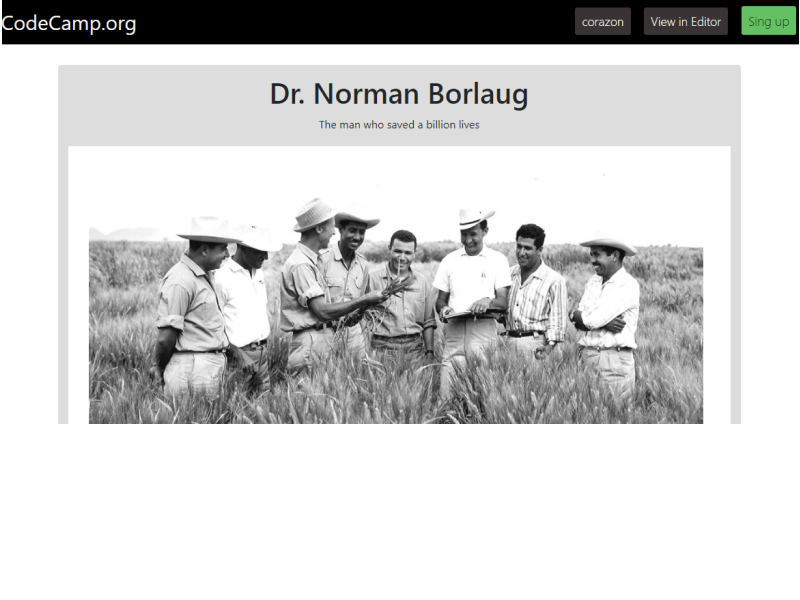 CodeCamp.org
corazon
View in Editor
Sing up
Dr. Norman Borlaug
The man who saved a billion lives